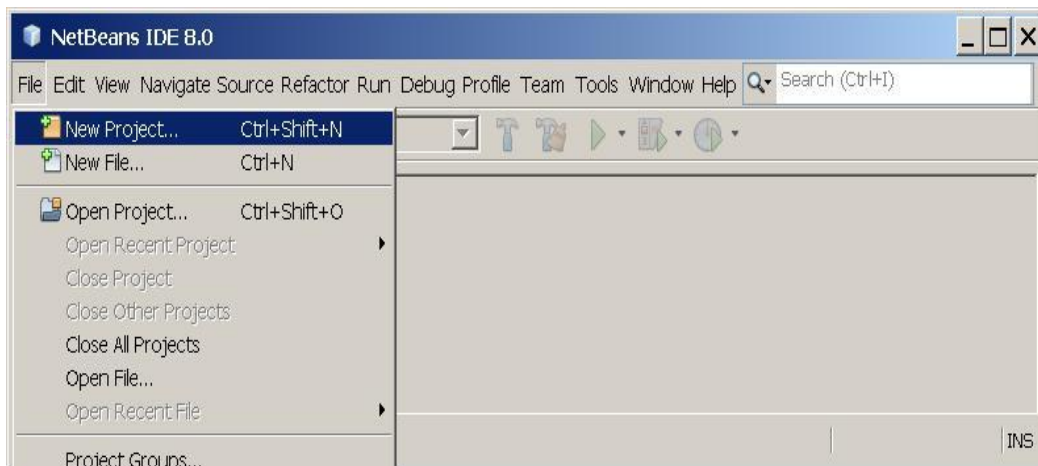 NetBeans IDE 8.0
File Edit View Navigate Source Refactor Run Debug Profile Team Tools Window Help Search (Ctrl+I)
New Project... Ctrl+Shift+N
New File... Ctrl+N
Open Project... Ctrl+Shift+O
Open Recent Project
Close Project
Close Other Projects
Close All Projects
Open File...
Open Recent File
Project Groups...
INS